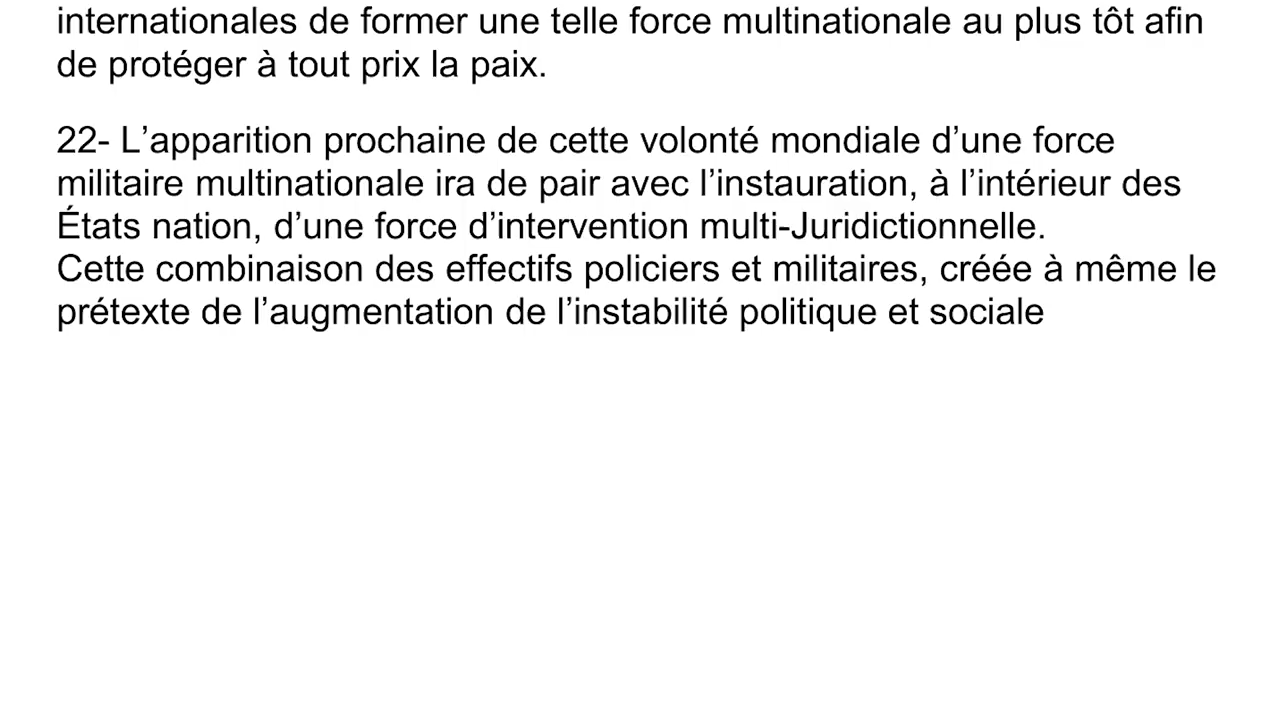 internationales de former une telle force multinationale au plus tôt afin
de protéger à tout prix la paix.
22- L’apparition prochaine de cette volonté mondiale d’une force
militaire multinationale ira de pair avec l’instauration, à l’intérieur des
États nation, d’une force d’intervention multi-Juridictionnelle.
Cette combinaison des effectifs policiers et militaires, créée à même le
prétexte de l’augmentation de l’instabilité politique et sociale